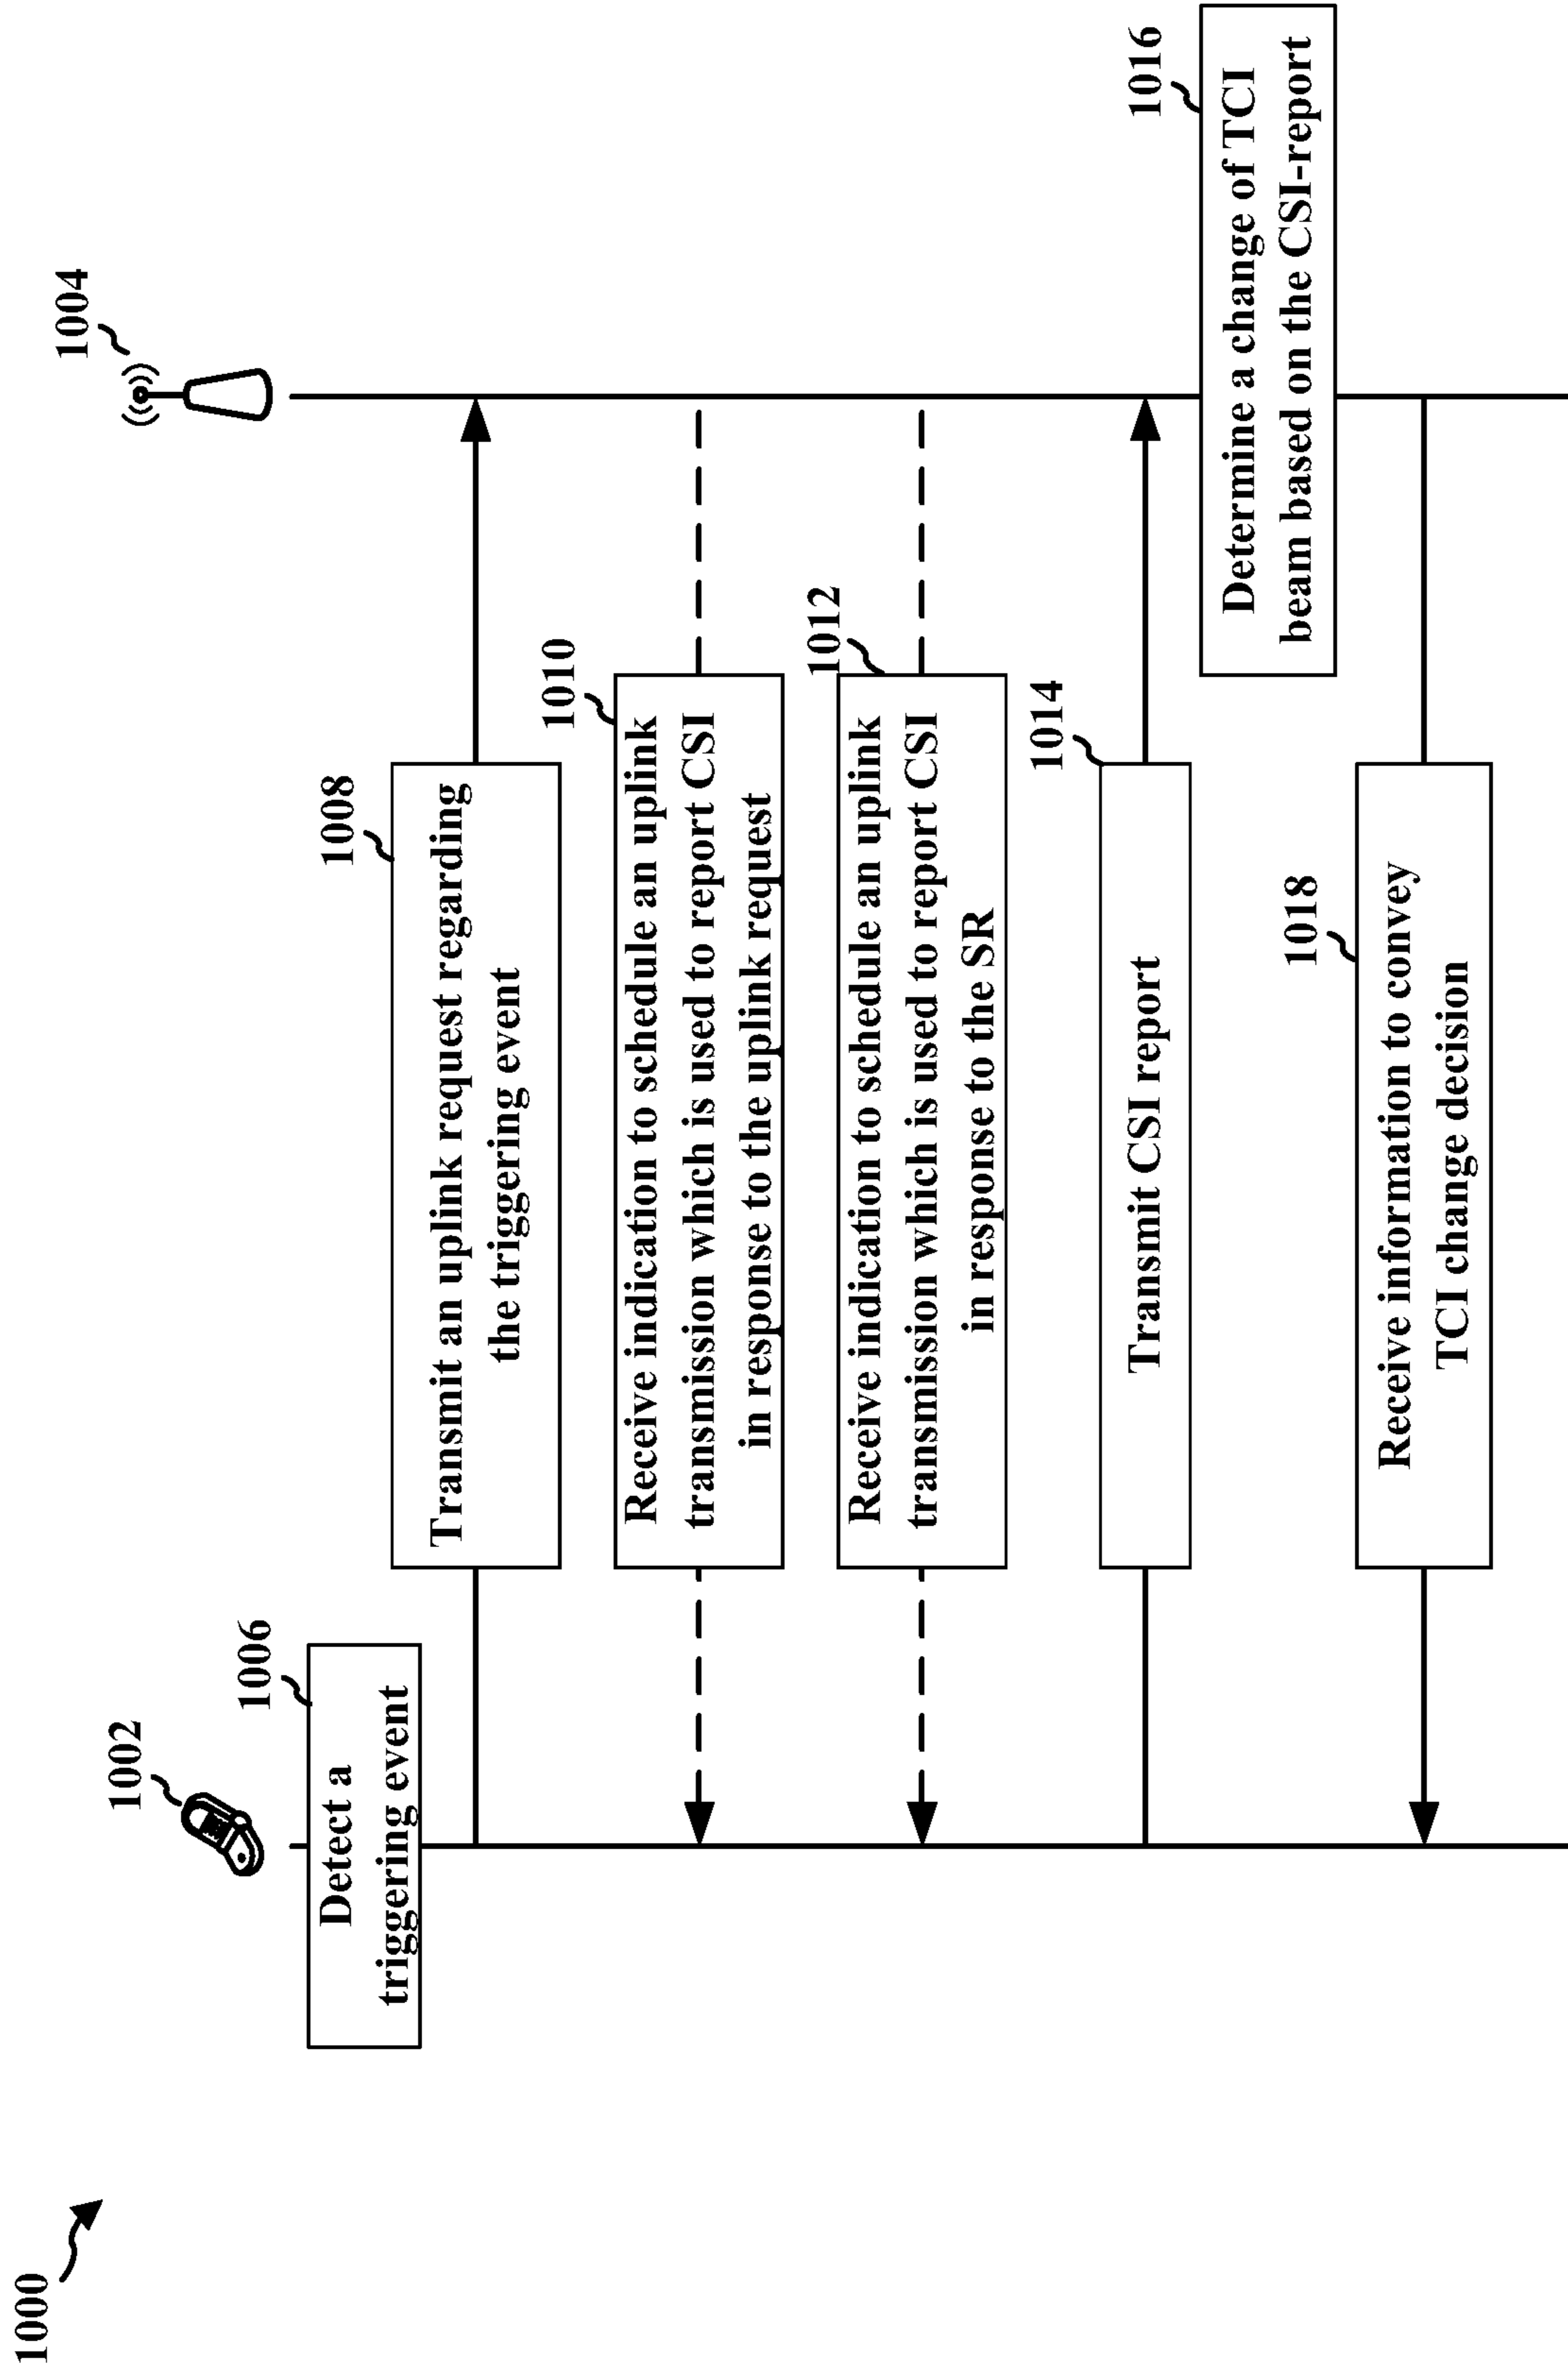 1000
1002
1004
1006
Detect a
triggering event
1008
Transmit an uplink request regarding
the triggering event
1010
Receive indication to schedule an uplink
transmission which is used to report CSI
in response to the uplink request
1012
Receive indication to schedule an uplink
transmission which is used to report CSI
in response to the SR
1014
Transmit CSI report
1016
Determine a change of TCI
beam based on the CSI-report
1018
Receive information to convey
TCI change decision